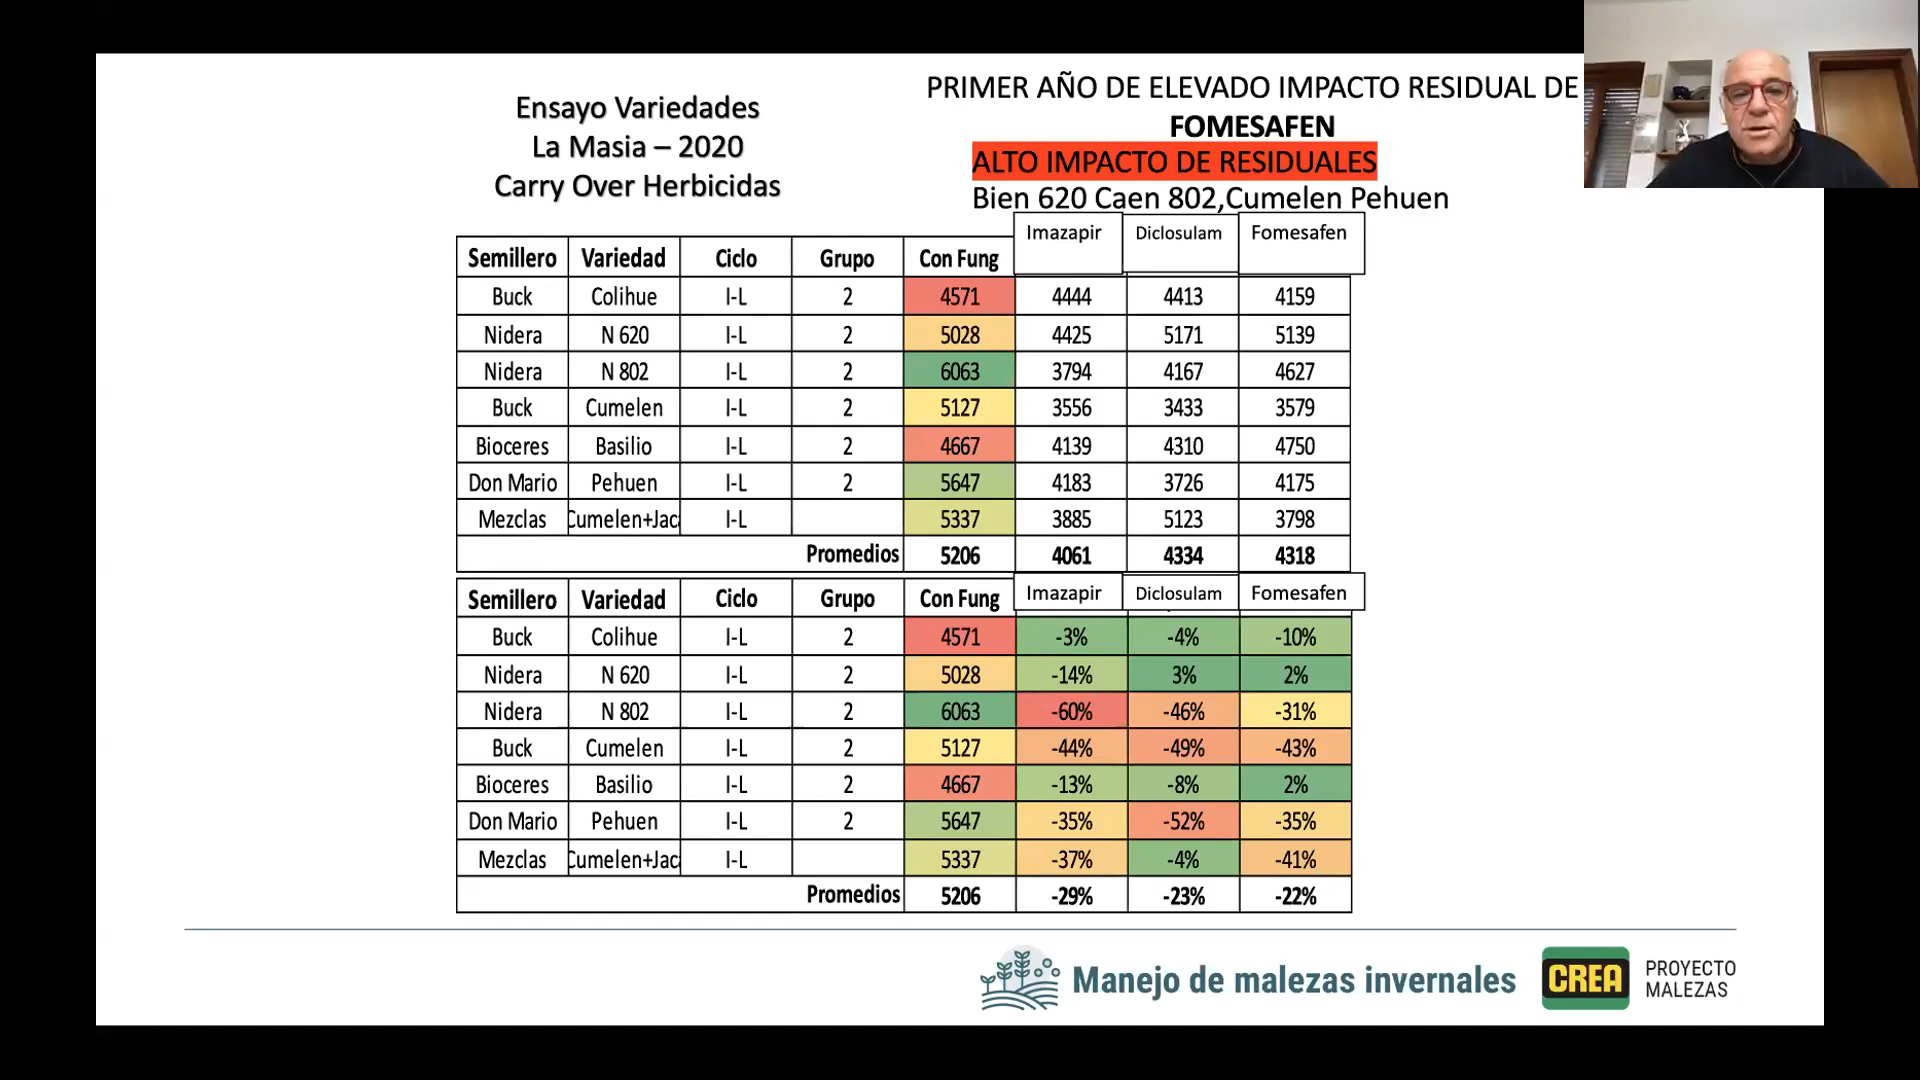 Ensayo Variedades
La Masia – 2020
Carry Over Herbicidas
PRIMER AÑO DE ELEVADO IMPACTO RESIDUAL DE
FOMESAFEN
ALTO IMPACTO DE RESIDUALES
Bien 620 Caen 802,Cumelen Pehuen
Semillero Variedad Ciclo Grupo Con Fung Imazapir Diclosulam Fomesafen
Buck Colihue I-L 2 4571 4444 4413 4159
Nidera N 620 I-L 2 5028 4425 5171 5139
Nidera N 802 I-L 2 6063 3794 4167 4627
Buck Cumelen I-L 2 5127 3556 3433 3579
Bioceres Basilio I-L 2 4667 4139 4310 4750
Don Mario Pehuen I-L 2 5647 4183 3726 4175
Mezclas Cumelen+Jac I-L 5337 3885 5123 3798
Promedios 5206 4061 4334 4318
Semillero Variedad Ciclo Grupo Con Fung Imazapir Diclosulam Fomesafen
Buck Colihue I-L 2 4571 -3% -4% -10%
Nidera N 620 I-L 2 5028 -14% 3% 2%
Nidera N 802 I-L 2 6063 -60% -46% -31%
Buck Cumelen I-L 2 5127 -44% -49% -43%
Bioceres Basilio I-L 2 4667 -13% -8% 2%
Don Mario Pehuen I-L 2 5647 -35% -52% -35%
Mezclas Cumelen+Jac I-L 5337 -37% -4% -41%
Promedios 5206 -29% -23% -22%
Manejo de malezas invernales
CREA
PROYECTO
MALEZAS